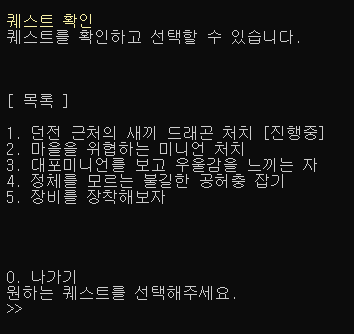 퀘스트 확인
퀘스트를 확인하고 선택할 수 있습니다.
[ 목록 ]
1. 던전 근처의 새끼 드래곤 처치 [진행중]
2. 마을을 위협하는 미니언 처치
3. 대포미니언를 보고 우울감을 느끼는 자
4. 정체를 모르는 불길한 공허충 잡기
5. 장비를 장착해보자
0. 나가기
원하는 퀘스트를 선택해주세요.
>>